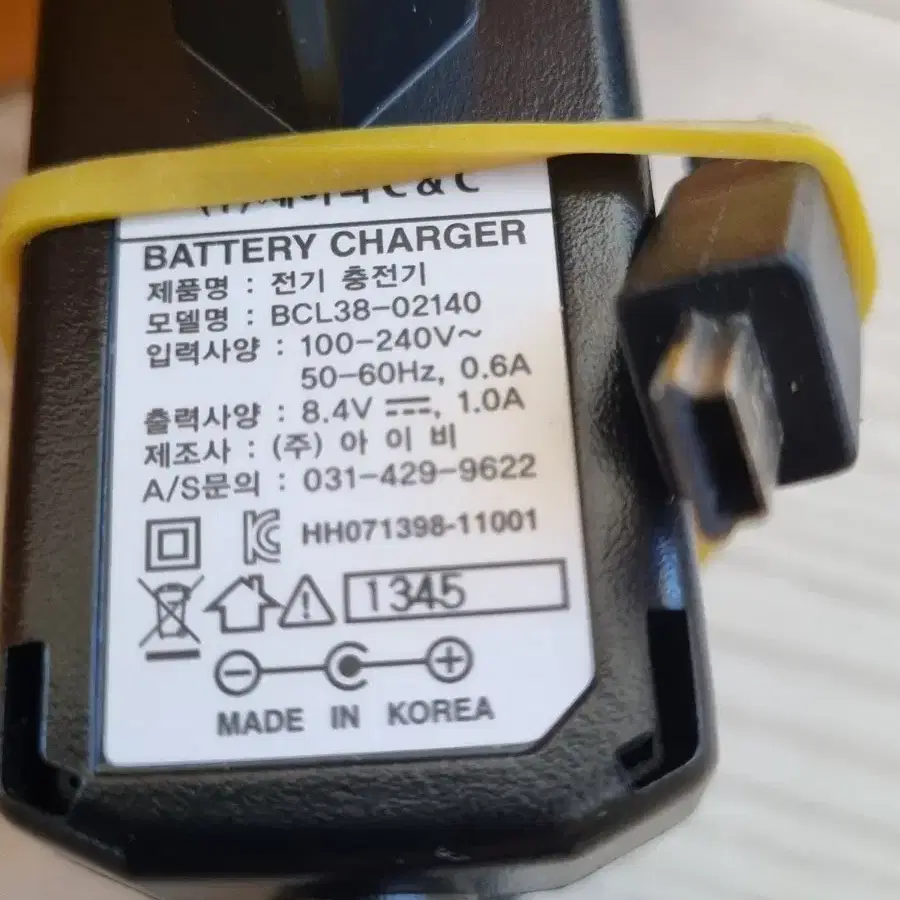 C & C
BATTERY CHARGER
제품명 : 전기 충전기
모델명 : BCL38-02140
입력사양 : 100-240V~
50-60Hz, 0.6A
출력사양 : 8.4V ⎓, 1.0A
제조사 : (주) 아 이 비
A/S문의 : 031-429-9622
HH071398-11001
1345
MADE IN KOREA